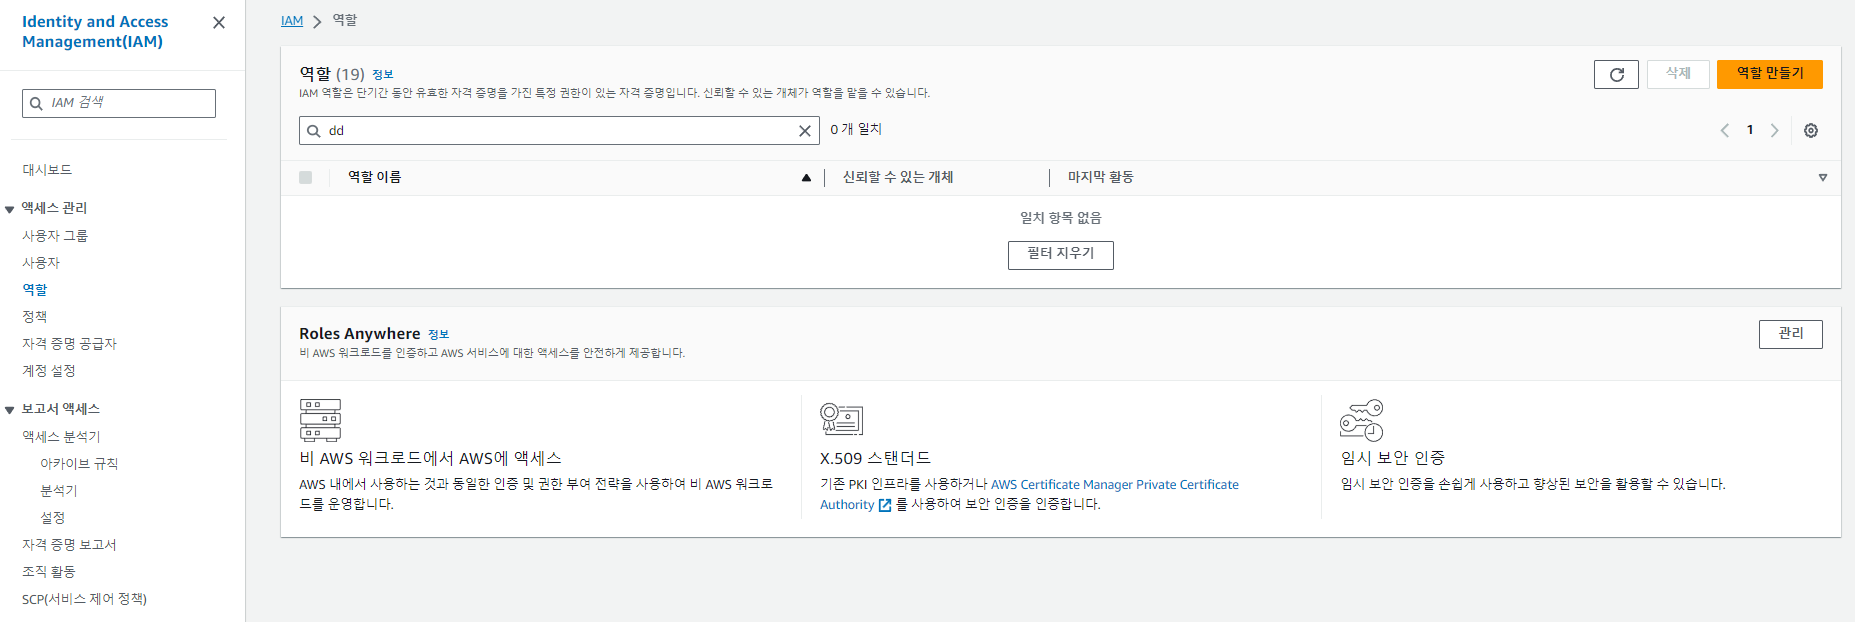 Identity and Access
Management(IAM)
IAM 검색
대시보드
액세스 관리
사용자 그룹
사용자
역할
정책
자격 증명 공급자
계정 설정
보고서 액세스
액세스 분석기
아카이브 규칙
분석기
설정
자격 증명 보고서
조직 활동
SCP(서비스 제어 정책)
IAM 역할
역할 (19) 정보
IAM 역할은 단기간 동안 유효한 자격 증명을 가진 특정 권한이 있는 자격 증명입니다. 신뢰할 수 있는 개체가 역할을 맡을 수 있습니다.
삭제 역할 만들기
dd 0 개 일치 1
역할 이름 신뢰할 수 있는 개체 마지막 활동
일치 항목 없음
필터 지우기
Roles Anywhere 정보
비 AWS 워크로드를 인증하고 AWS 서비스에 대한 액세스를 안전하게 제공합니다.
관리
비 AWS 워크로드에서 AWS에 액세스
AWS 내에서 사용하는 것과 동일한 인증 및 권한 부여 전략을 사용하여 비 AWS 워크로
드를 운영합니다.
X.509 스탠더드
기존 PKI 인프라를 사용하거나 AWS Certificate Manager Private Certificate
Authority 를 사용하여 보안 인증을 인증합니다.
임시 보안 인증
임시 보안 인증을 손쉽게 사용하고 향상된 보안을 활용할 수 있습니다.